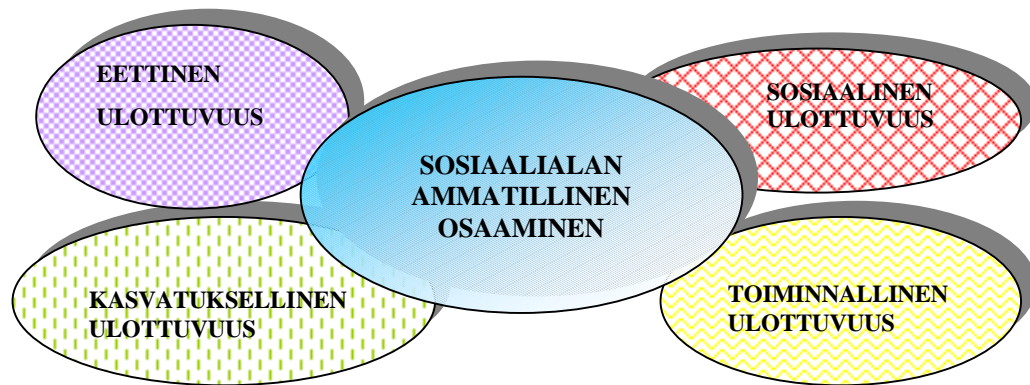 EETTINEN
ULOTTUVUUS
SOSIAALINEN
ULOTTUVUUS
SOSIAALIALAN
AMMATILLINEN
OSAAMINEN
KASVATUKSELLINEN
ULOTTUVUUS
TOIMINNALLINEN
ULOTTUVUUS